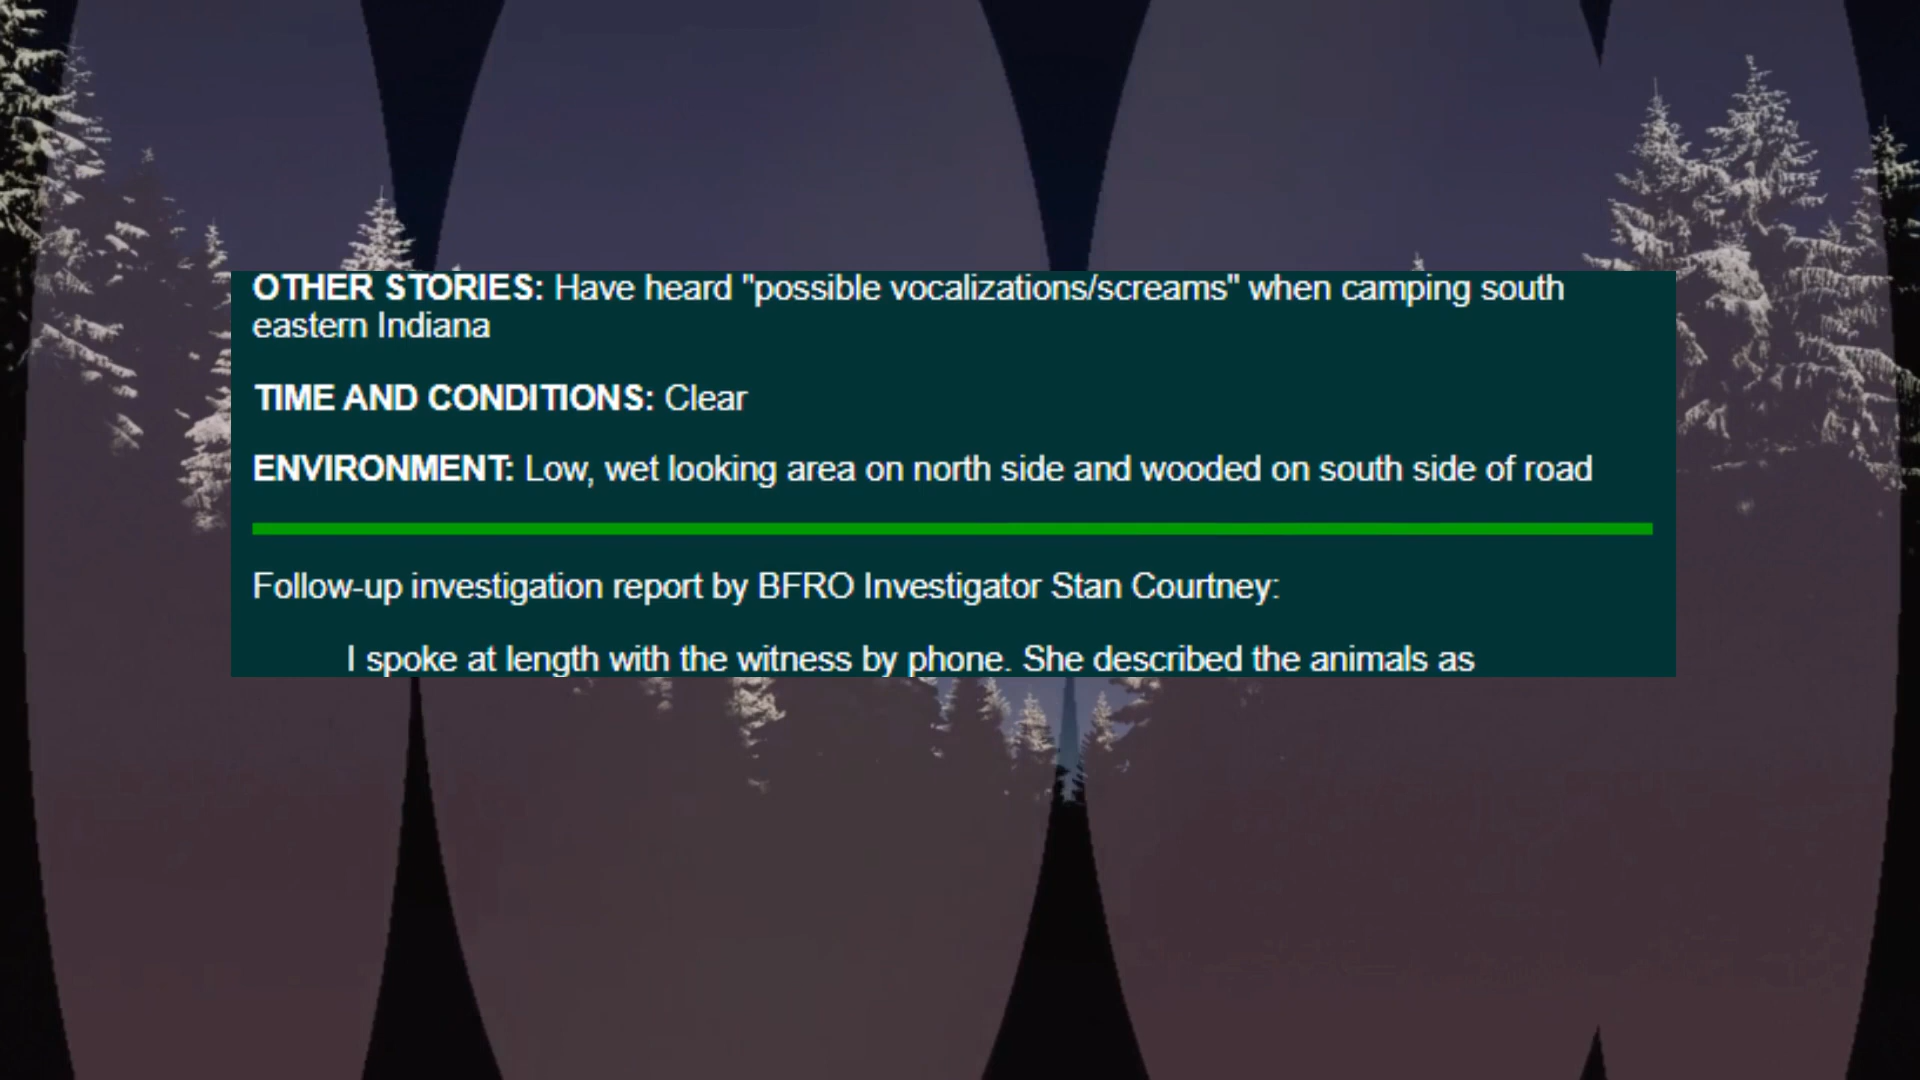 OTHER STORIES: Have heard "possible vocalizations/screams" when camping south
eastern Indiana
TIME AND CONDITIONS: Clear
ENVIRONMENT: Low, wet looking area on north side and wooded on south side of road
Follow-up investigation report by BFRO Investigator Stan Courtney:
I spoke at length with the witness by phone. She described the animals as